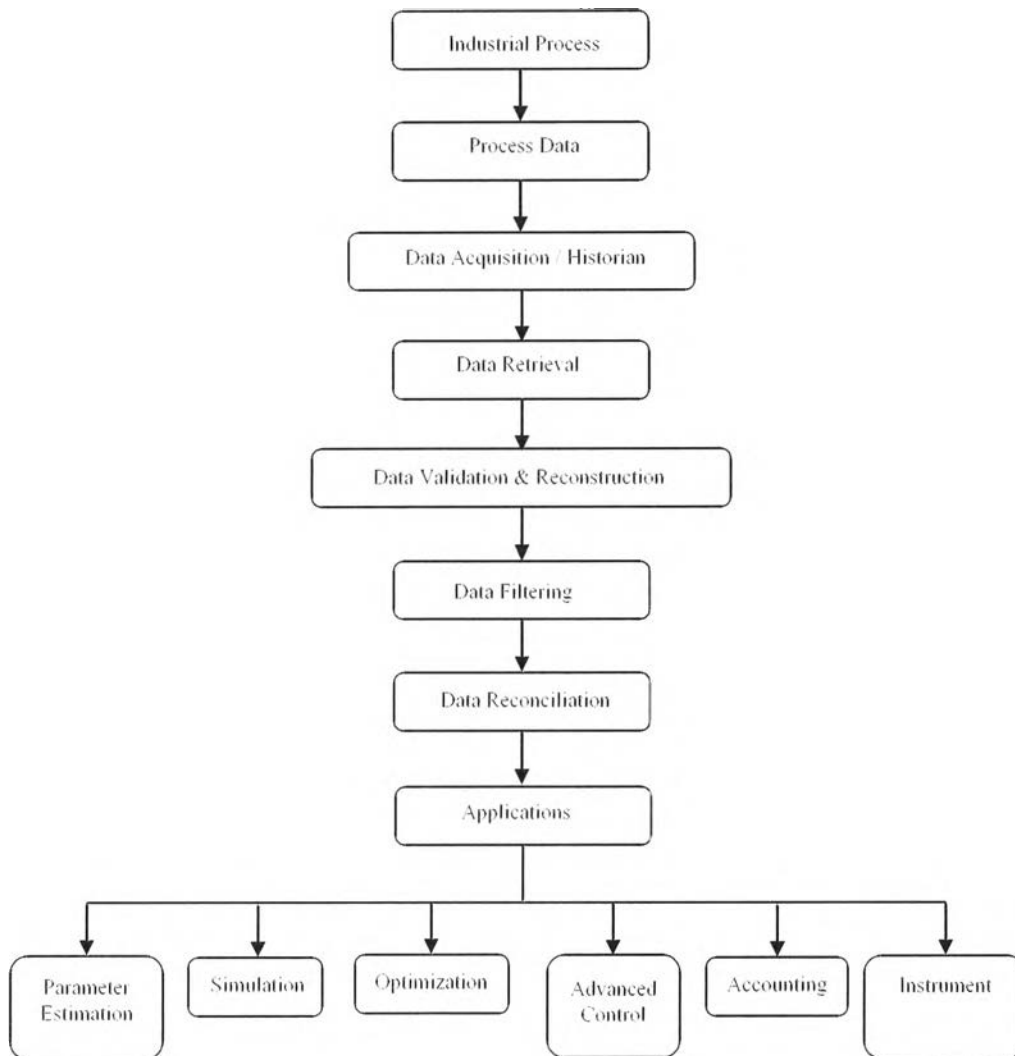 Industrial Process
Process Data
Data Acquisition / Historian
Data Retrieval
Data Validation & Reconstruction
Data Filtering
Data Reconciliation
Applications
Parameter
Estimation
Simulation
Optimization
Advanced
Control
Accounting
Instrument